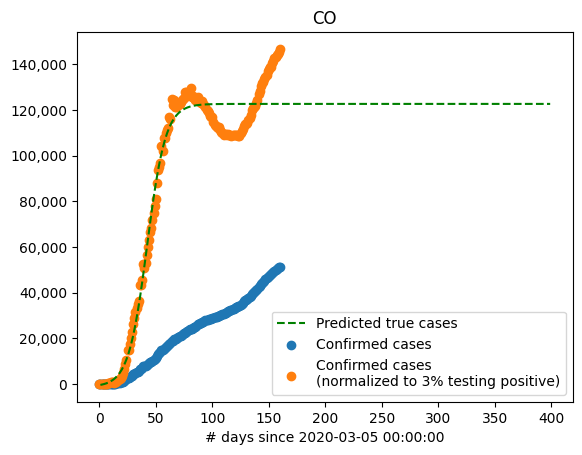 CO
140,000
120,000
100,000
80,000
60,000
40,000
20,000
0
Predicted true cases
Confirmed cases
Confirmed cases
(normalized to 3% testing positive)
0 50 100 150 200 250 300 350 400
# days since 2020-03-05 00:00:00